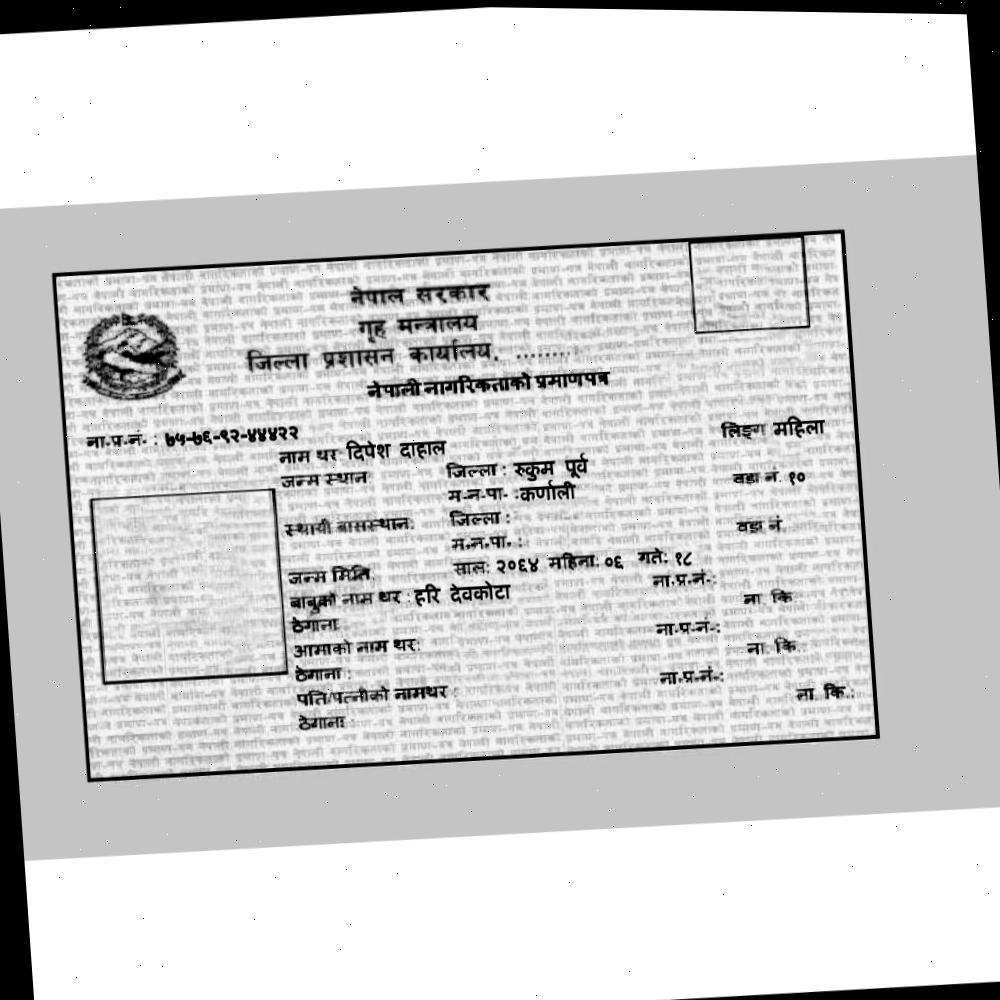 नेपाल सरकार
गृह मन्त्रालय
जिल्ला प्रशासन कार्यालय, ........
नेपाली नागरिकताको प्रमाणपत्र
ना.प्र.नं. : ७५-७६-९२-४४४२२ लिङ्ग महिला
नाम थर दिपेश दाहाल
जन्म स्थान जिल्ला : रुकुम पूर्व वडा नं. १०
म.न.पा. : कर्णाली
स्थायी बासस्थान: जिल्ला : वडा नं.
म.न.पा. :
जन्म मिति: साल: २०६४ महिना: ०६ गते: १८
बाबुको नाम थर : हरि देवकोटा ना.प्र.नं.:
ठेगाना ना. कि.
आमाको नाम थर: ना.प्र.नं.:
ठेगाना : ना. कि.
पति/पत्नीको नामथर : ना.प्र.नं.:
ठेगाना : ना. कि.: